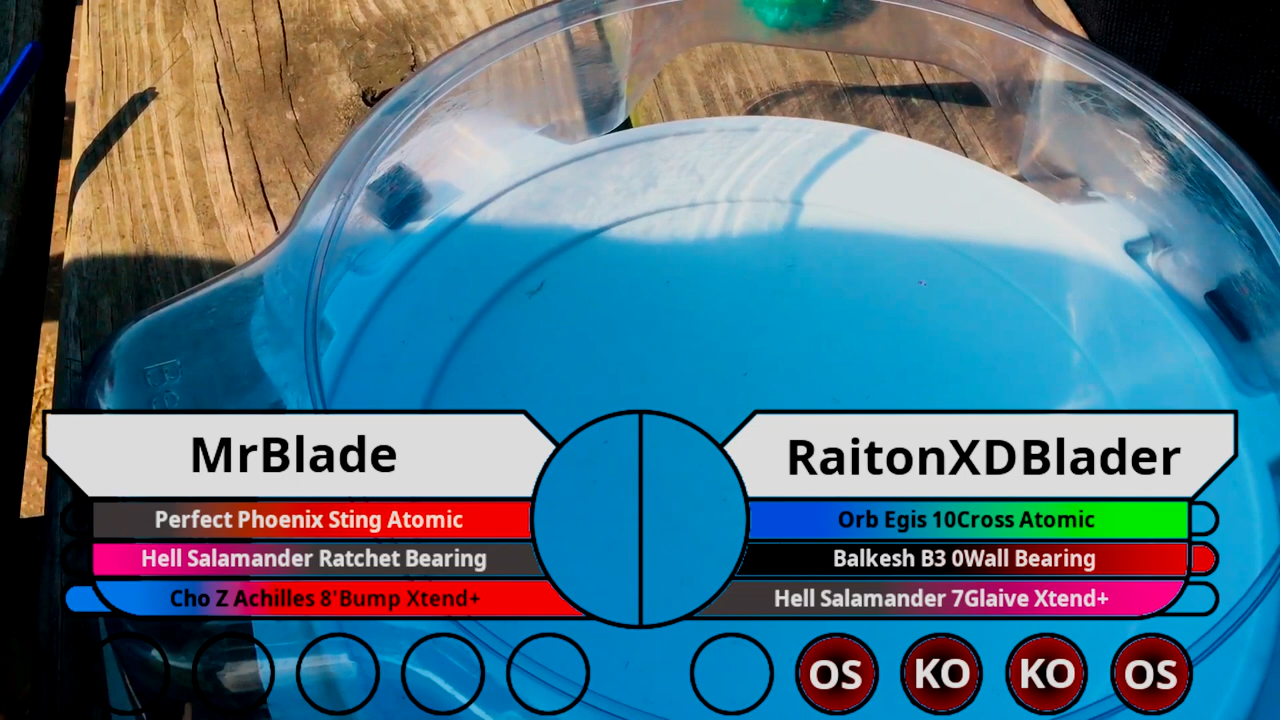 MrBlade
Perfect Phoenix Sting Atomic
Hell Salamander Ratchet Bearing
Cho Z Achilles 8'Bump Xtend+
RaitonXDBlader
Orb Egis 10Cross Atomic
Balkesh B3 0Wall Bearing
Hell Salamander 7Glaive Xtend+
OS KO KO OS